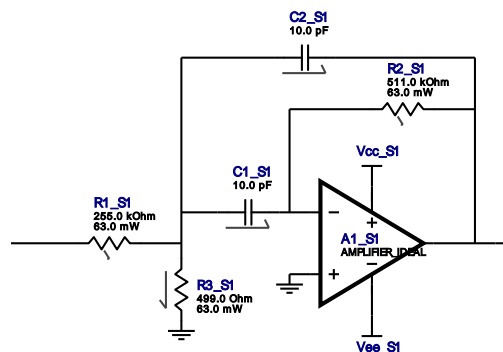 C2_S1
10.0 pF
R2_S1
511.0 kOhm
63.0 mW
Vcc_S1
C1_S1
10.0 pF
R1_S1
255.0 kOhm
63.0 mW
A1_S1
AMPLIFIER_IDEAL
R3_S1
499.0 Ohm
63.0 mW
Vee_S1